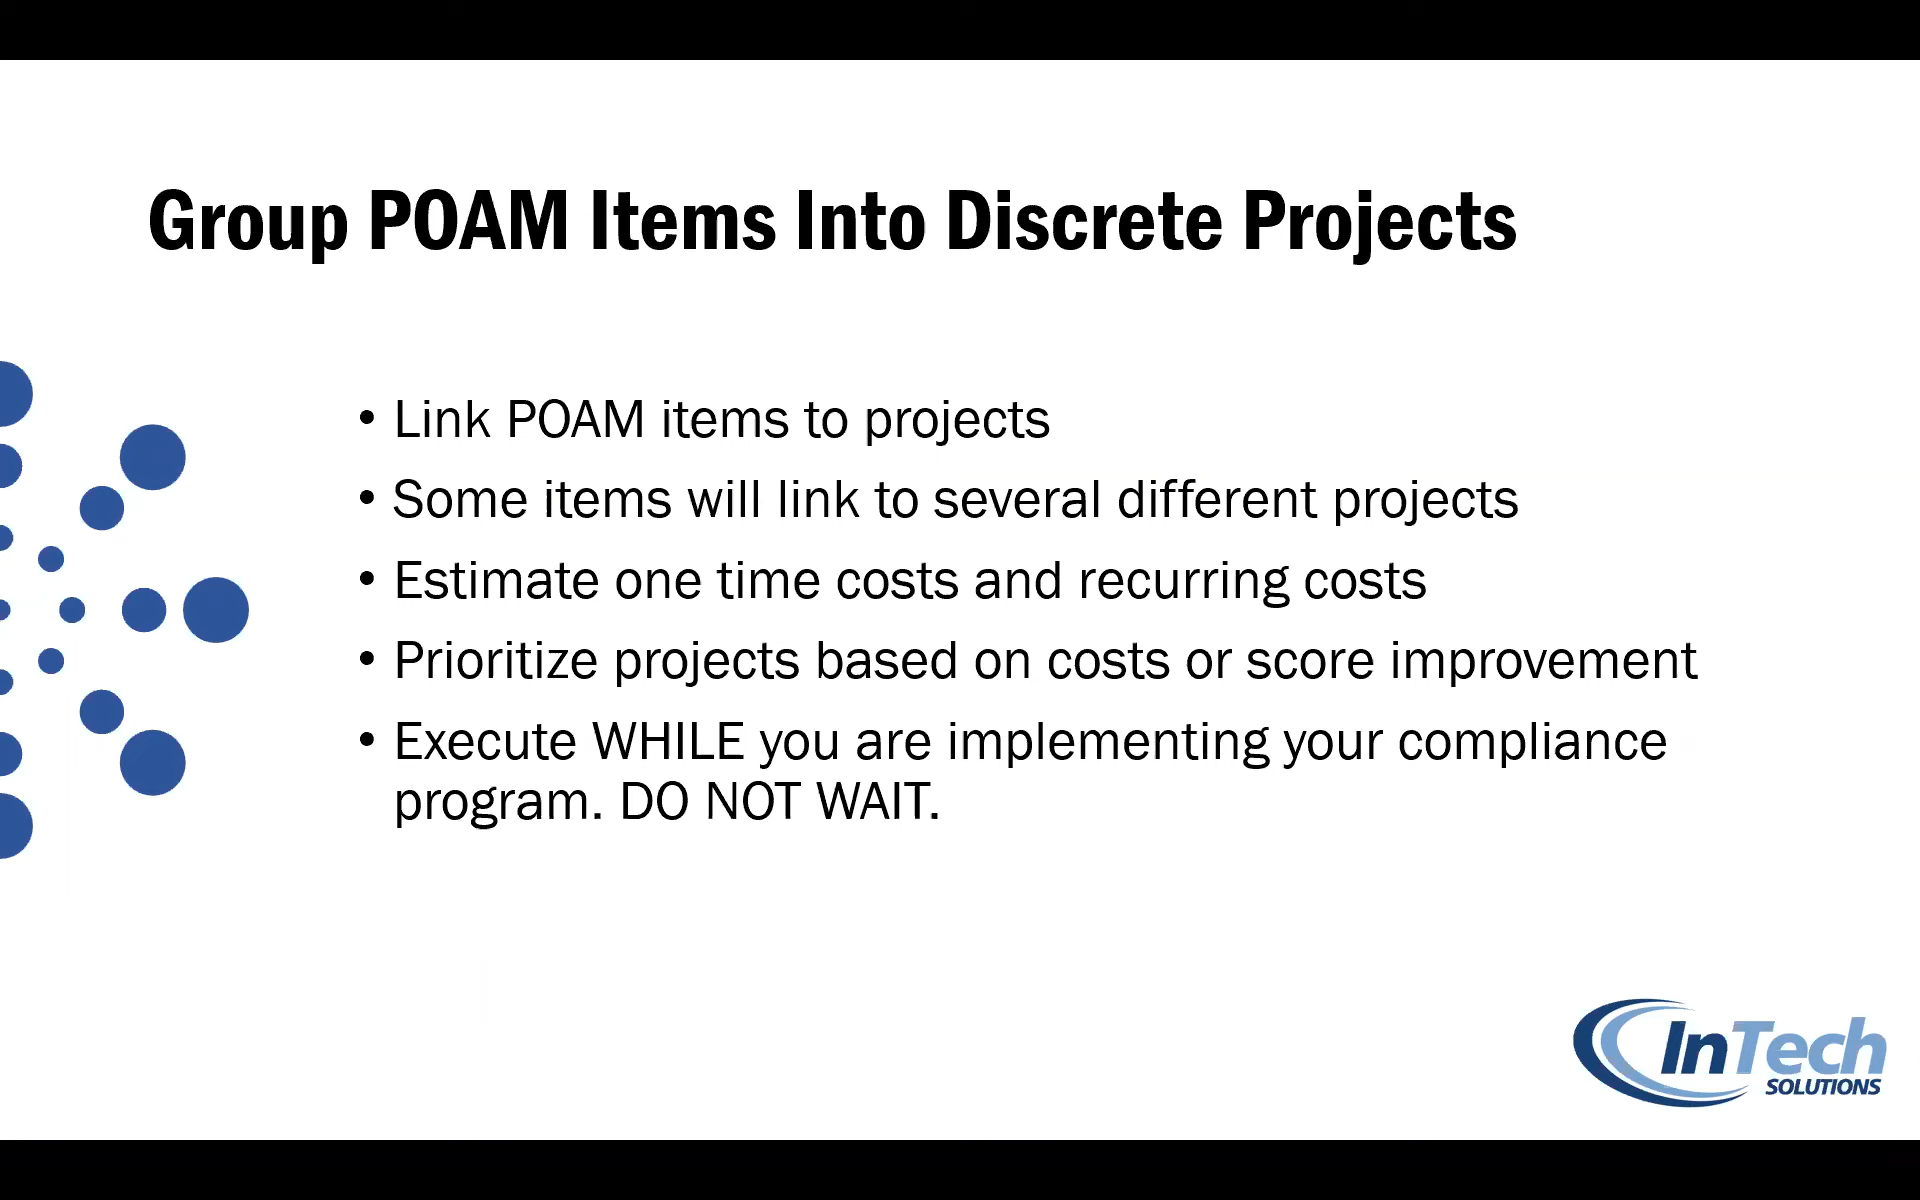 Group POAM Items Into Discrete Projects
• Link POAM items to projects
• Some items will link to several different projects
• Estimate one time costs and recurring costs
• Prioritize projects based on costs or score improvement
• Execute WHILE you are implementing your compliance
program. DO NOT WAIT.
InTech
SOLUTIONS